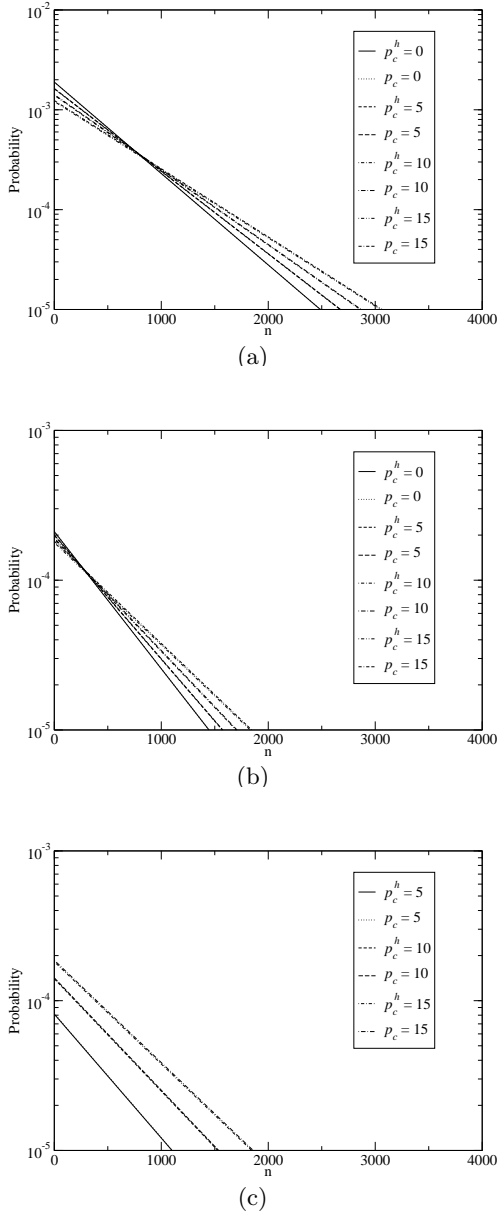 10^-2
10^-3
10^-4
10^-5
Probability
0 1000 2000 3000 4000
n
p_c^h = 0
p_c = 0
p_c^h = 5
p_c = 5
p_c^h = 10
p_c = 10
p_c^h = 15
p_c = 15
(a)
10^-3
10^-4
10^-5
Probability
0 1000 2000 3000 4000
n
p_c^h = 0
p_c = 0
p_c^h = 5
p_c = 5
p_c^h = 10
p_c = 10
p_c^h = 15
p_c = 15
(b)
10^-3
10^-4
10^-5
Probability
0 1000 2000 3000 4000
n
p_c^h = 5
p_c = 5
p_c^h = 10
p_c = 10
p_c^h = 15
p_c = 15
(c)